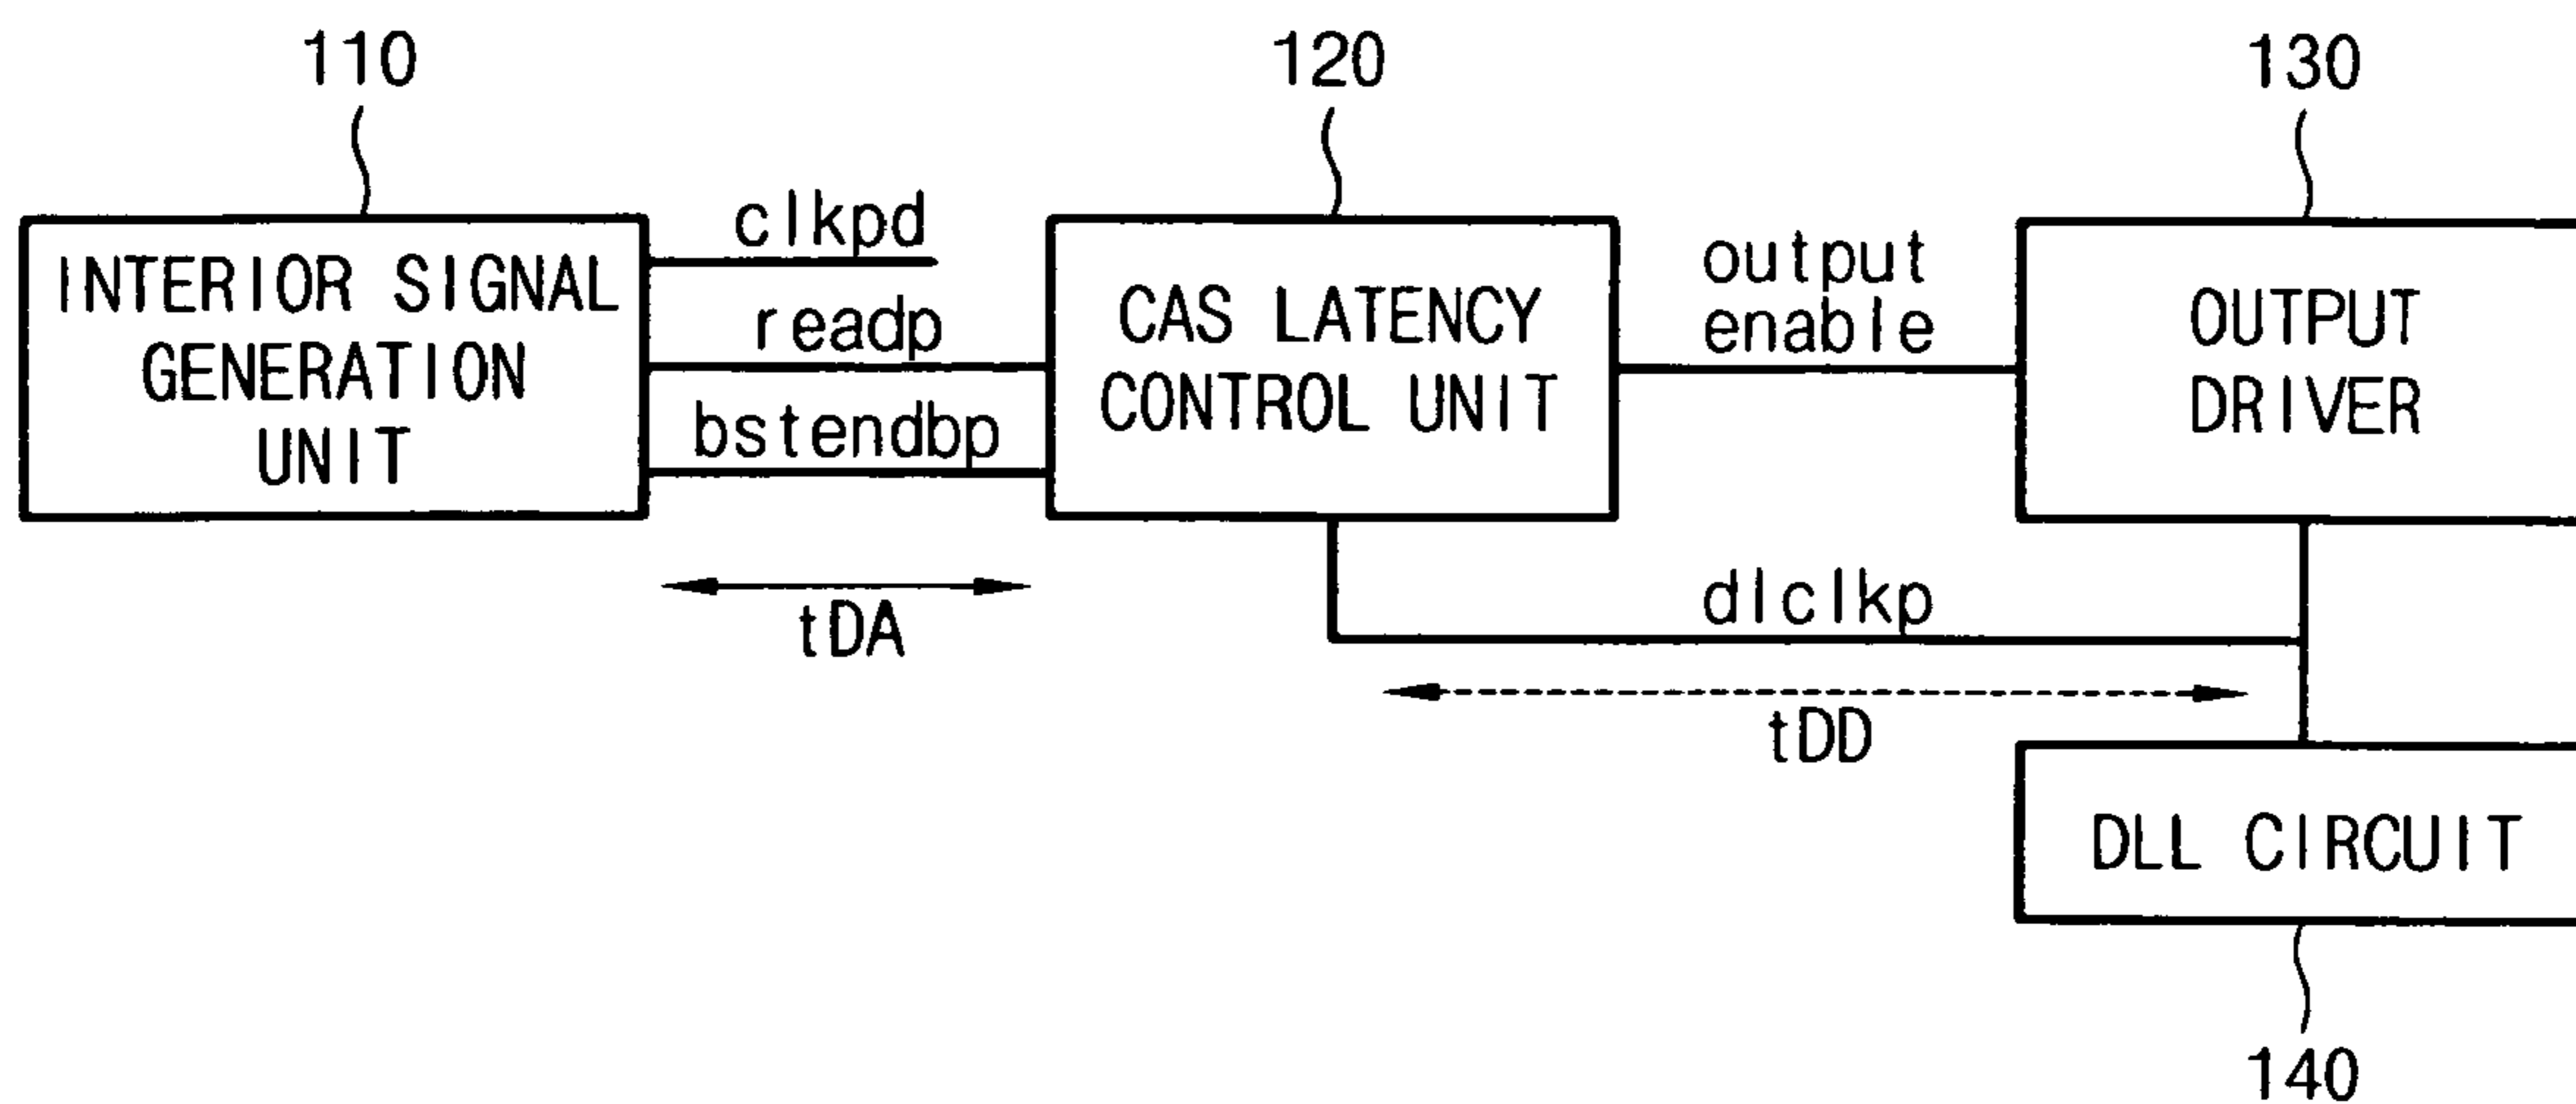 110
120
130
INTERIOR SIGNAL
GENERATION
UNIT
clkpd
readp
bstendbp
tDA
CAS LATENCY
CONTROL UNIT
output
enable
OUTPUT
DRIVER
dlclkp
tDD
DLL CIRCUIT
140